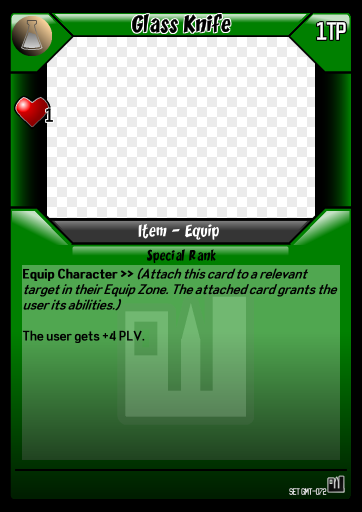 Glass Knife
1TP
1
Item - Equip
Special Rank
Equip Character >> (Attach this card to a relevant
target in their Equip Zone. The attached card grants the
user its abilities.)
The user gets +4 PLV.
SET GMT-072